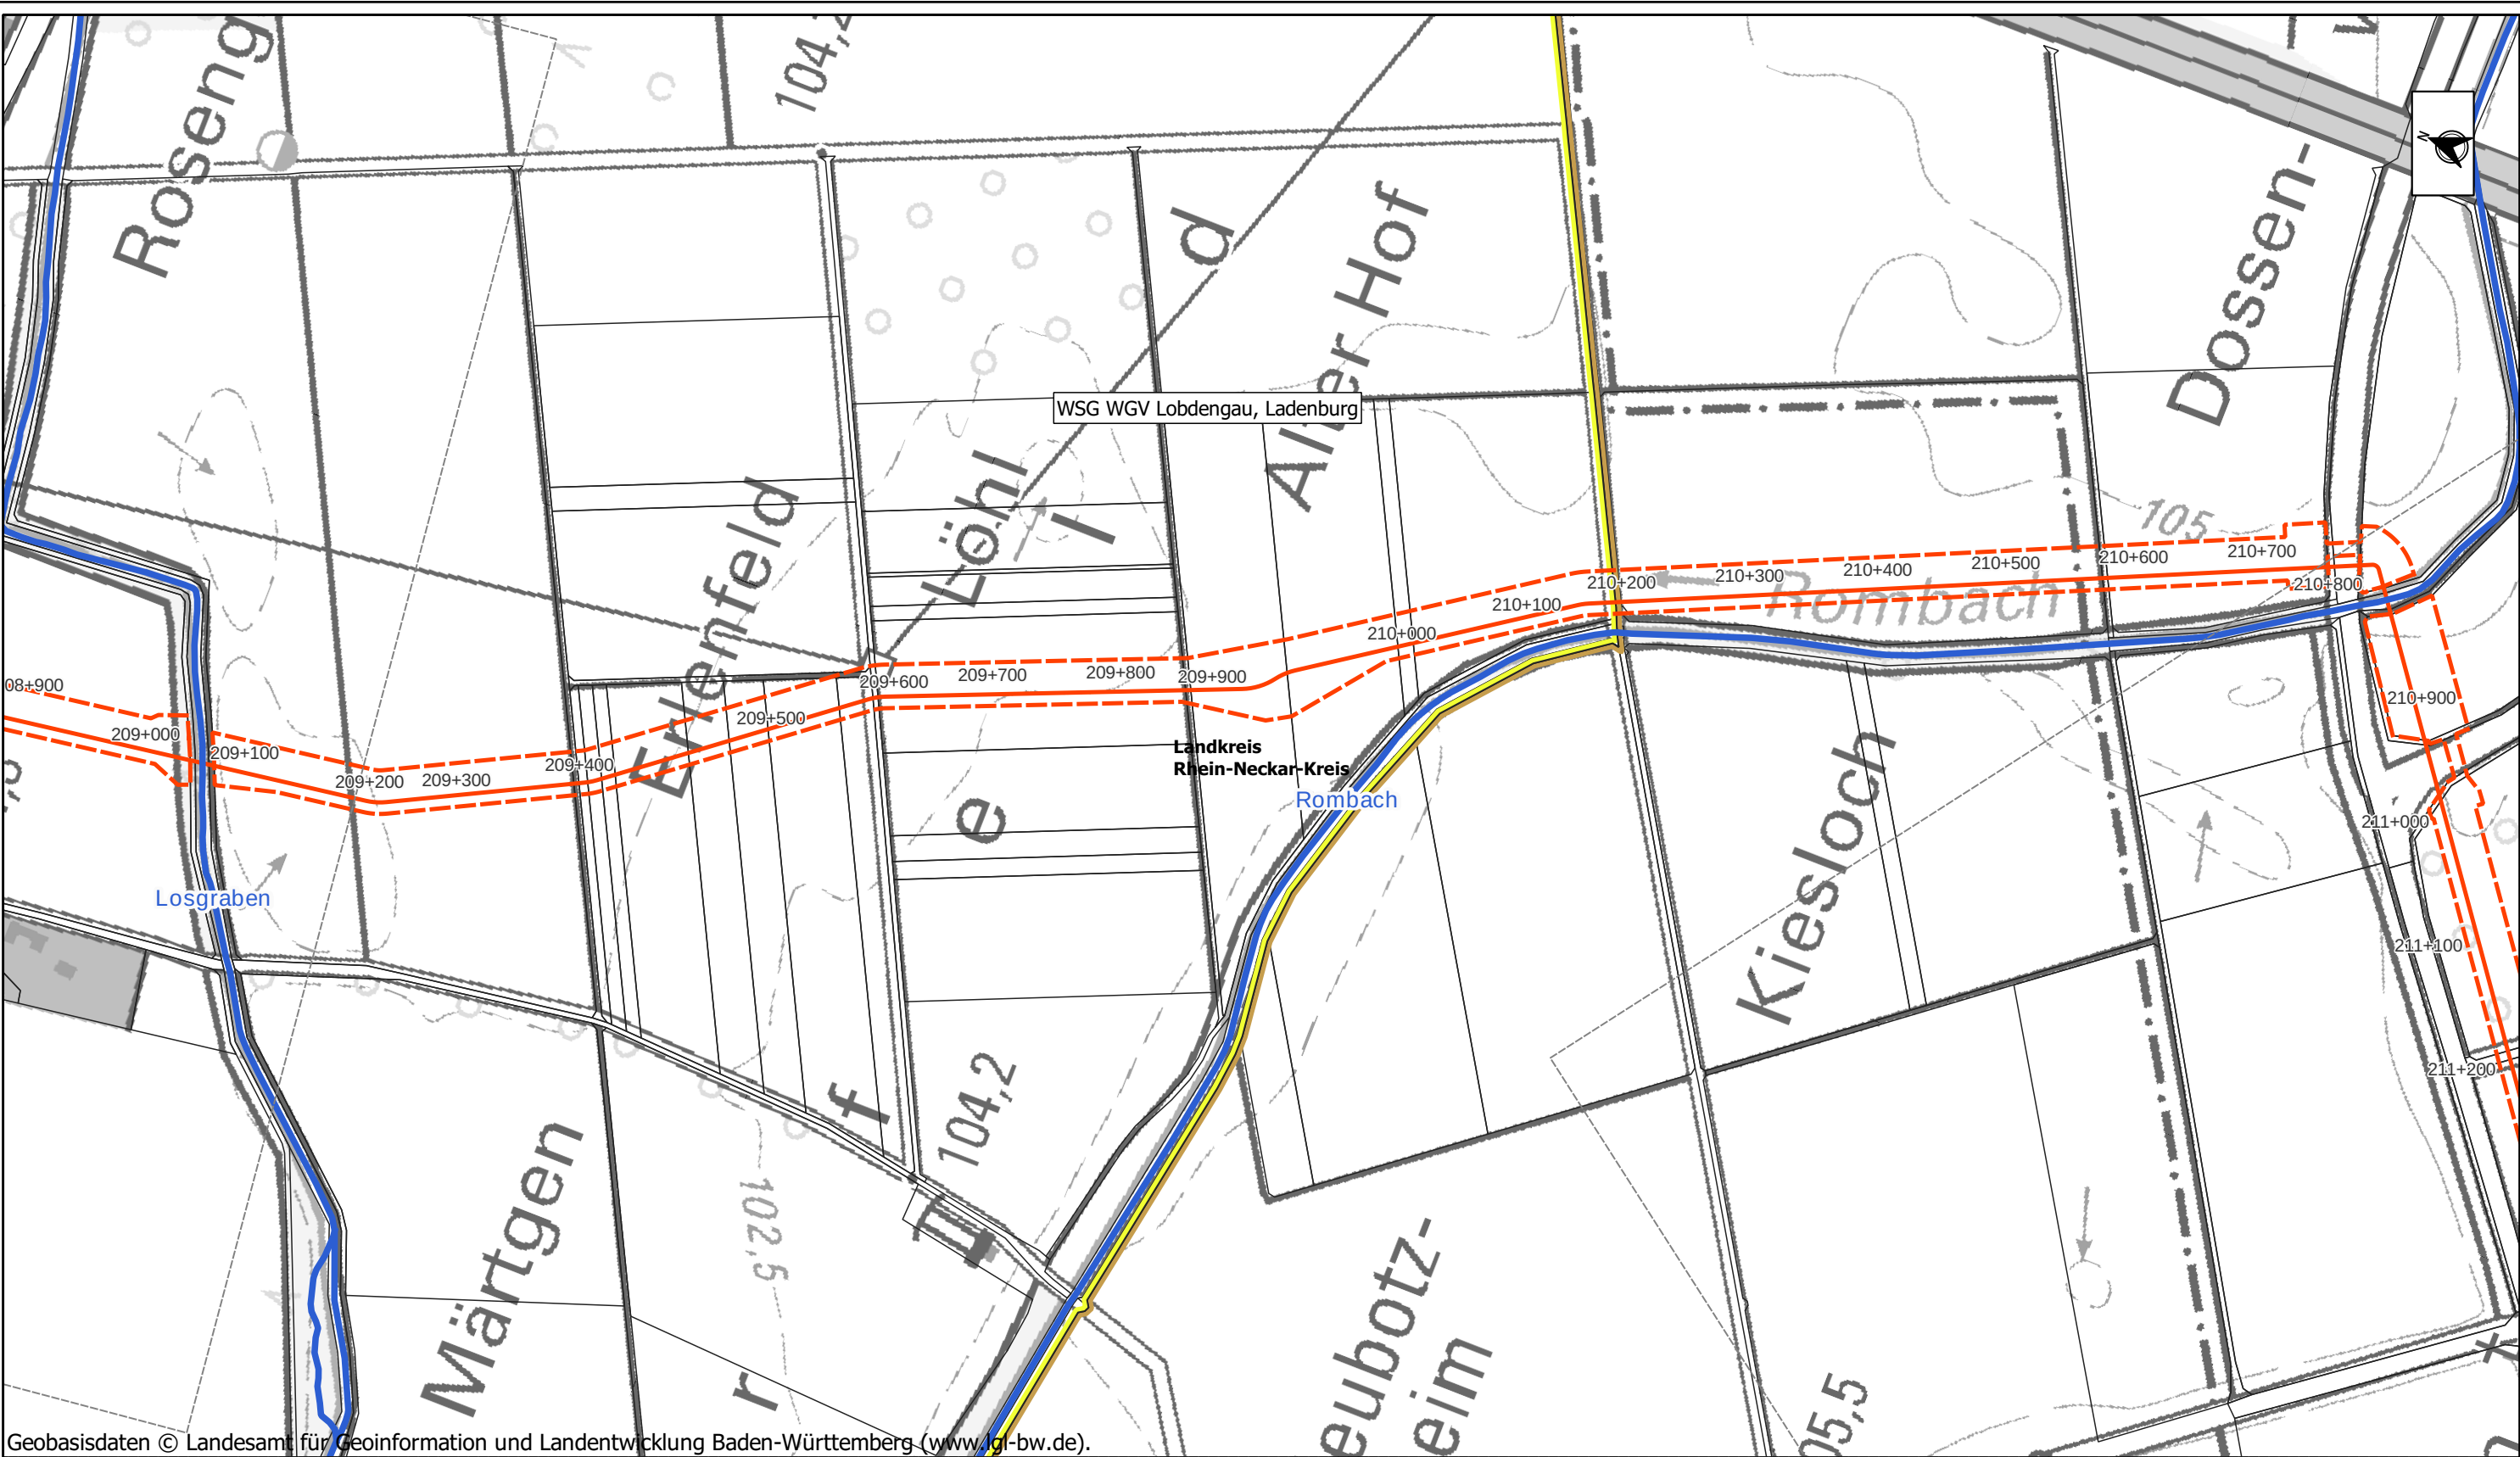 Roseng
104,2
N
WSG WGV Lobdengau, Ladenburg
d
Alter Hof
Dossen-
Erlenfeld
Löhl
l
105
Rombach
08+900
209+000
209+100
209+200
209+300
209+400
209+500
209+600
209+700
209+800
209+900
210+000
210+100
210+200
210+300
210+400
210+500
210+600
210+700
210+800
210+900
211+000
211+100
211+200
Landkreis
Rhein-Neckar-Kreis
Rombach
Losgraben
e
Kiesloch
f
104,2
102,5
Märtgen
r
eubotz-
eim
05,5
Geobasisdaten © Landesamt für Geoinformation und Landentwicklung Baden-Württemberg (www.lgl-bw.de).